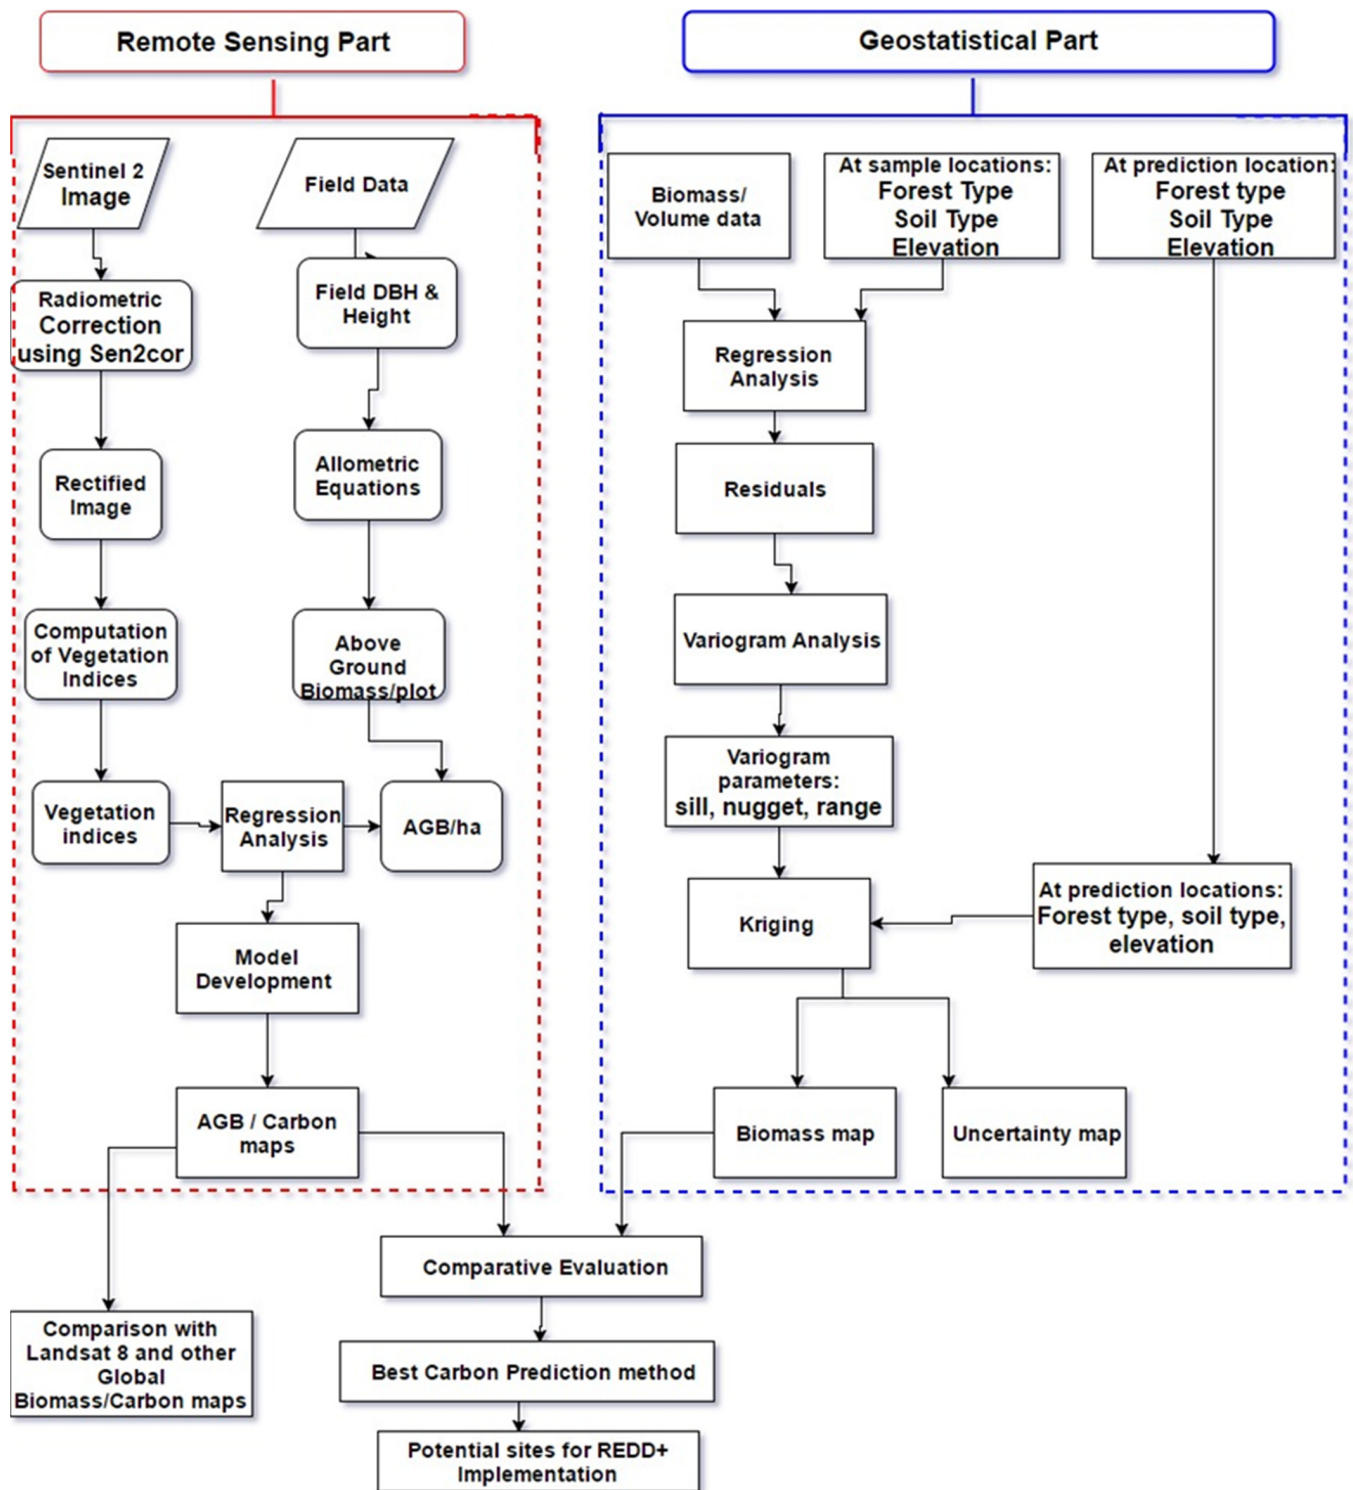 Remote Sensing Part
Geostatistical Part
Sentinel 2
Image
Field Data
Biomass/
Volume data
At sample locations:
Forest Type
Soil Type
Elevation
At prediction location:
Forest type
Soil Type
Elevation
Radiometric
Correction
using Sen2cor
Field DBH &
Height
Regression
Analysis
Rectified
Image
Allometric
Equations
Residuals
Computation
of Vegetation
Indices
Above
Ground
Biomass/plot
Variogram Analysis
Variogram
parameters:
sill, nugget, range
Vegetation
indices
Regression
Analysis
AGB/ha
Kriging
At prediction locations:
Forest type, soil type,
elevation
Model
Development
AGB / Carbon
maps
Biomass map
Uncertainty map
Comparative Evaluation
Comparison with
Landsat 8 and other
Global
Biomass/Carbon maps
Best Carbon Prediction method
Potential sites for REDD+
Implementation